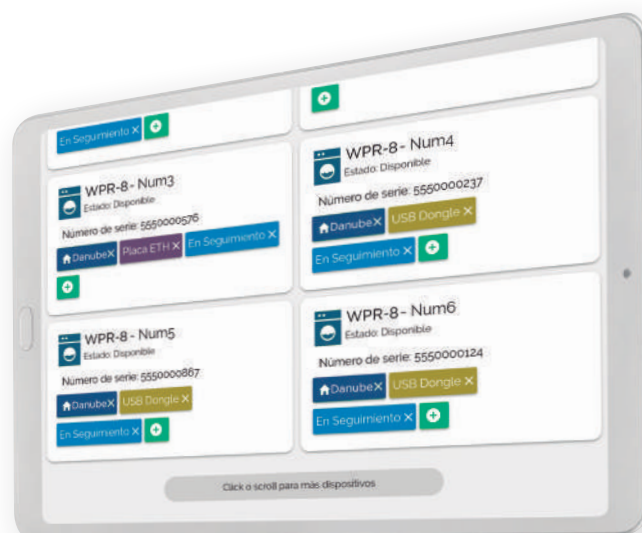 En Seguimiento ×
WPR-8 - Num3
Estado: Disponible
Número de serie: 5550000576
Danube× Placa ETH × En Seguimiento ×
WPR-8 - Num4
Estado: Disponible
Número de serie: 5550000237
Danube× USB Dongle ×
En Seguimiento ×
WPR-8 - Num5
Estado: Disponible
Número de serie: 5550000867
Danube× USB Dongle ×
En Seguimiento ×
WPR-8 - Num6
Estado: Disponible
Número de serie: 5550000124
Danube× USB Dongle ×
En Seguimiento ×
Click o scroll para más dispositivos